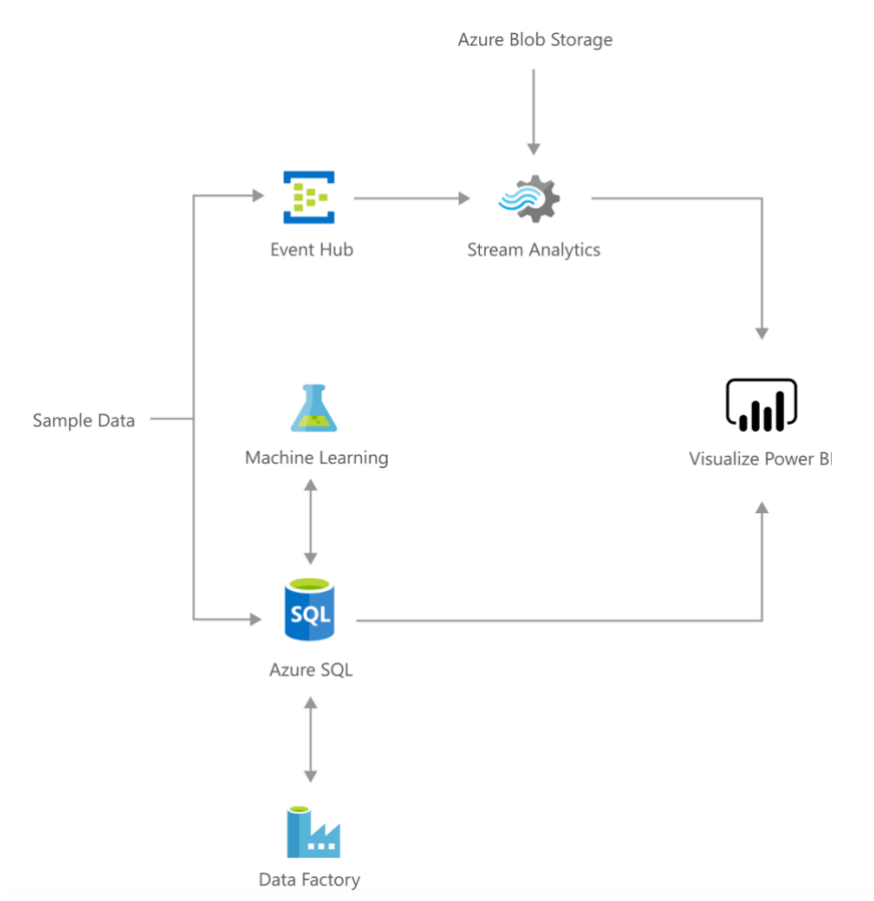 Azure Blob Storage
Event Hub
Stream Analytics
Sample Data
Machine Learning
Visualize Power BI
SQL
Azure SQL
Data Factory